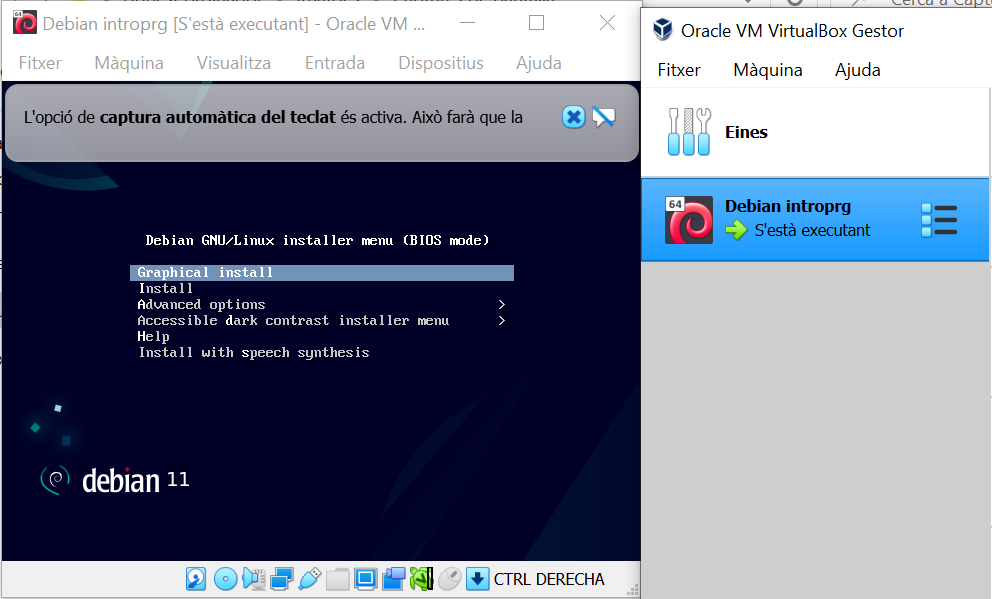 Debian introprg [S'està executant] - Oracle VM ...
Fitxer Màquina Visualitza Entrada Dispositius Ajuda
L'opció de captura automàtica del teclat és activa. Això farà que la
Debian GNU/Linux installer menu (BIOS mode)
Graphical install
Install
Advanced options >
Accessible dark contrast installer menu >
Help
Install with speech synthesis
debian 11
CTRL DERECHA
Oracle VM VirtualBox Gestor
Fitxer Màquina Ajuda
Eines
64
Debian introprg
S'està executant